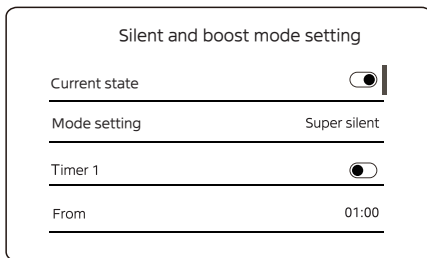 Silent and boost mode setting
Current state
Mode setting Super silent
Timer 1
From 01:00